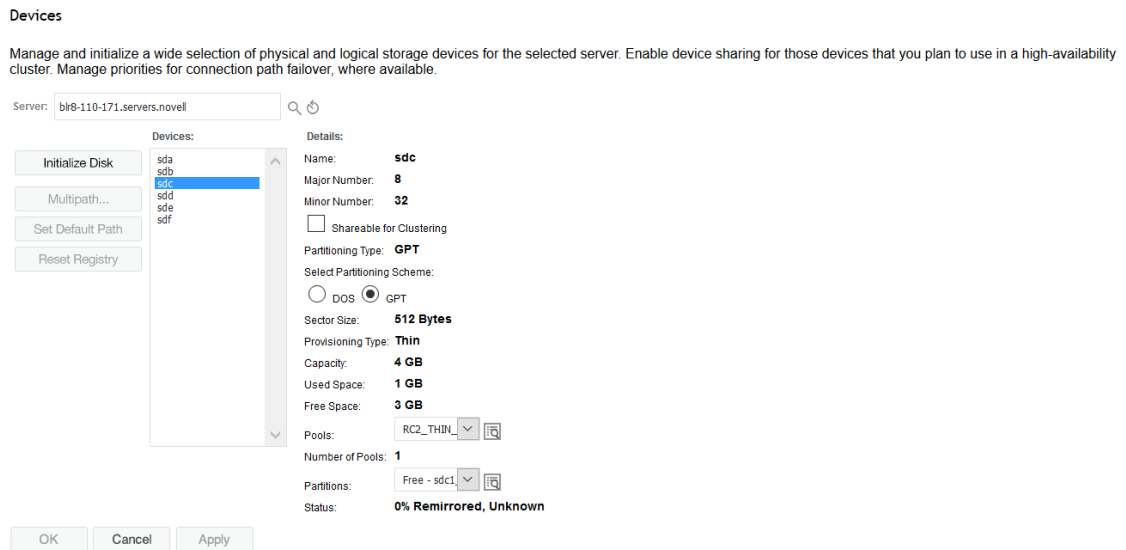 Devices
Manage and initialize a wide selection of physical and logical storage devices for the selected server. Enable device sharing for those devices that you plan to use in a high-availability
cluster. Manage priorities for connection path failover, where available.
Server: blr8-110-171.servers.novell
Devices:
Details:
Initialize Disk
Multipath...
Set Default Path
Reset Registry
sda
sdb
sdc
sdd
sde
sdf
Name: sdc
Major Number: 8
Minor Number: 32
Shareable for Clustering
Partitioning Type: GPT
Select Partitioning Scheme:
DOS GPT
Sector Size: 512 Bytes
Provisioning Type: Thin
Capacity: 4 GB
Used Space: 1 GB
Free Space: 3 GB
Pools: RC2_THIN_
Number of Pools: 1
Partitions: Free - sdc1_
Status: 0% Remirrored, Unknown
OK Cancel Apply